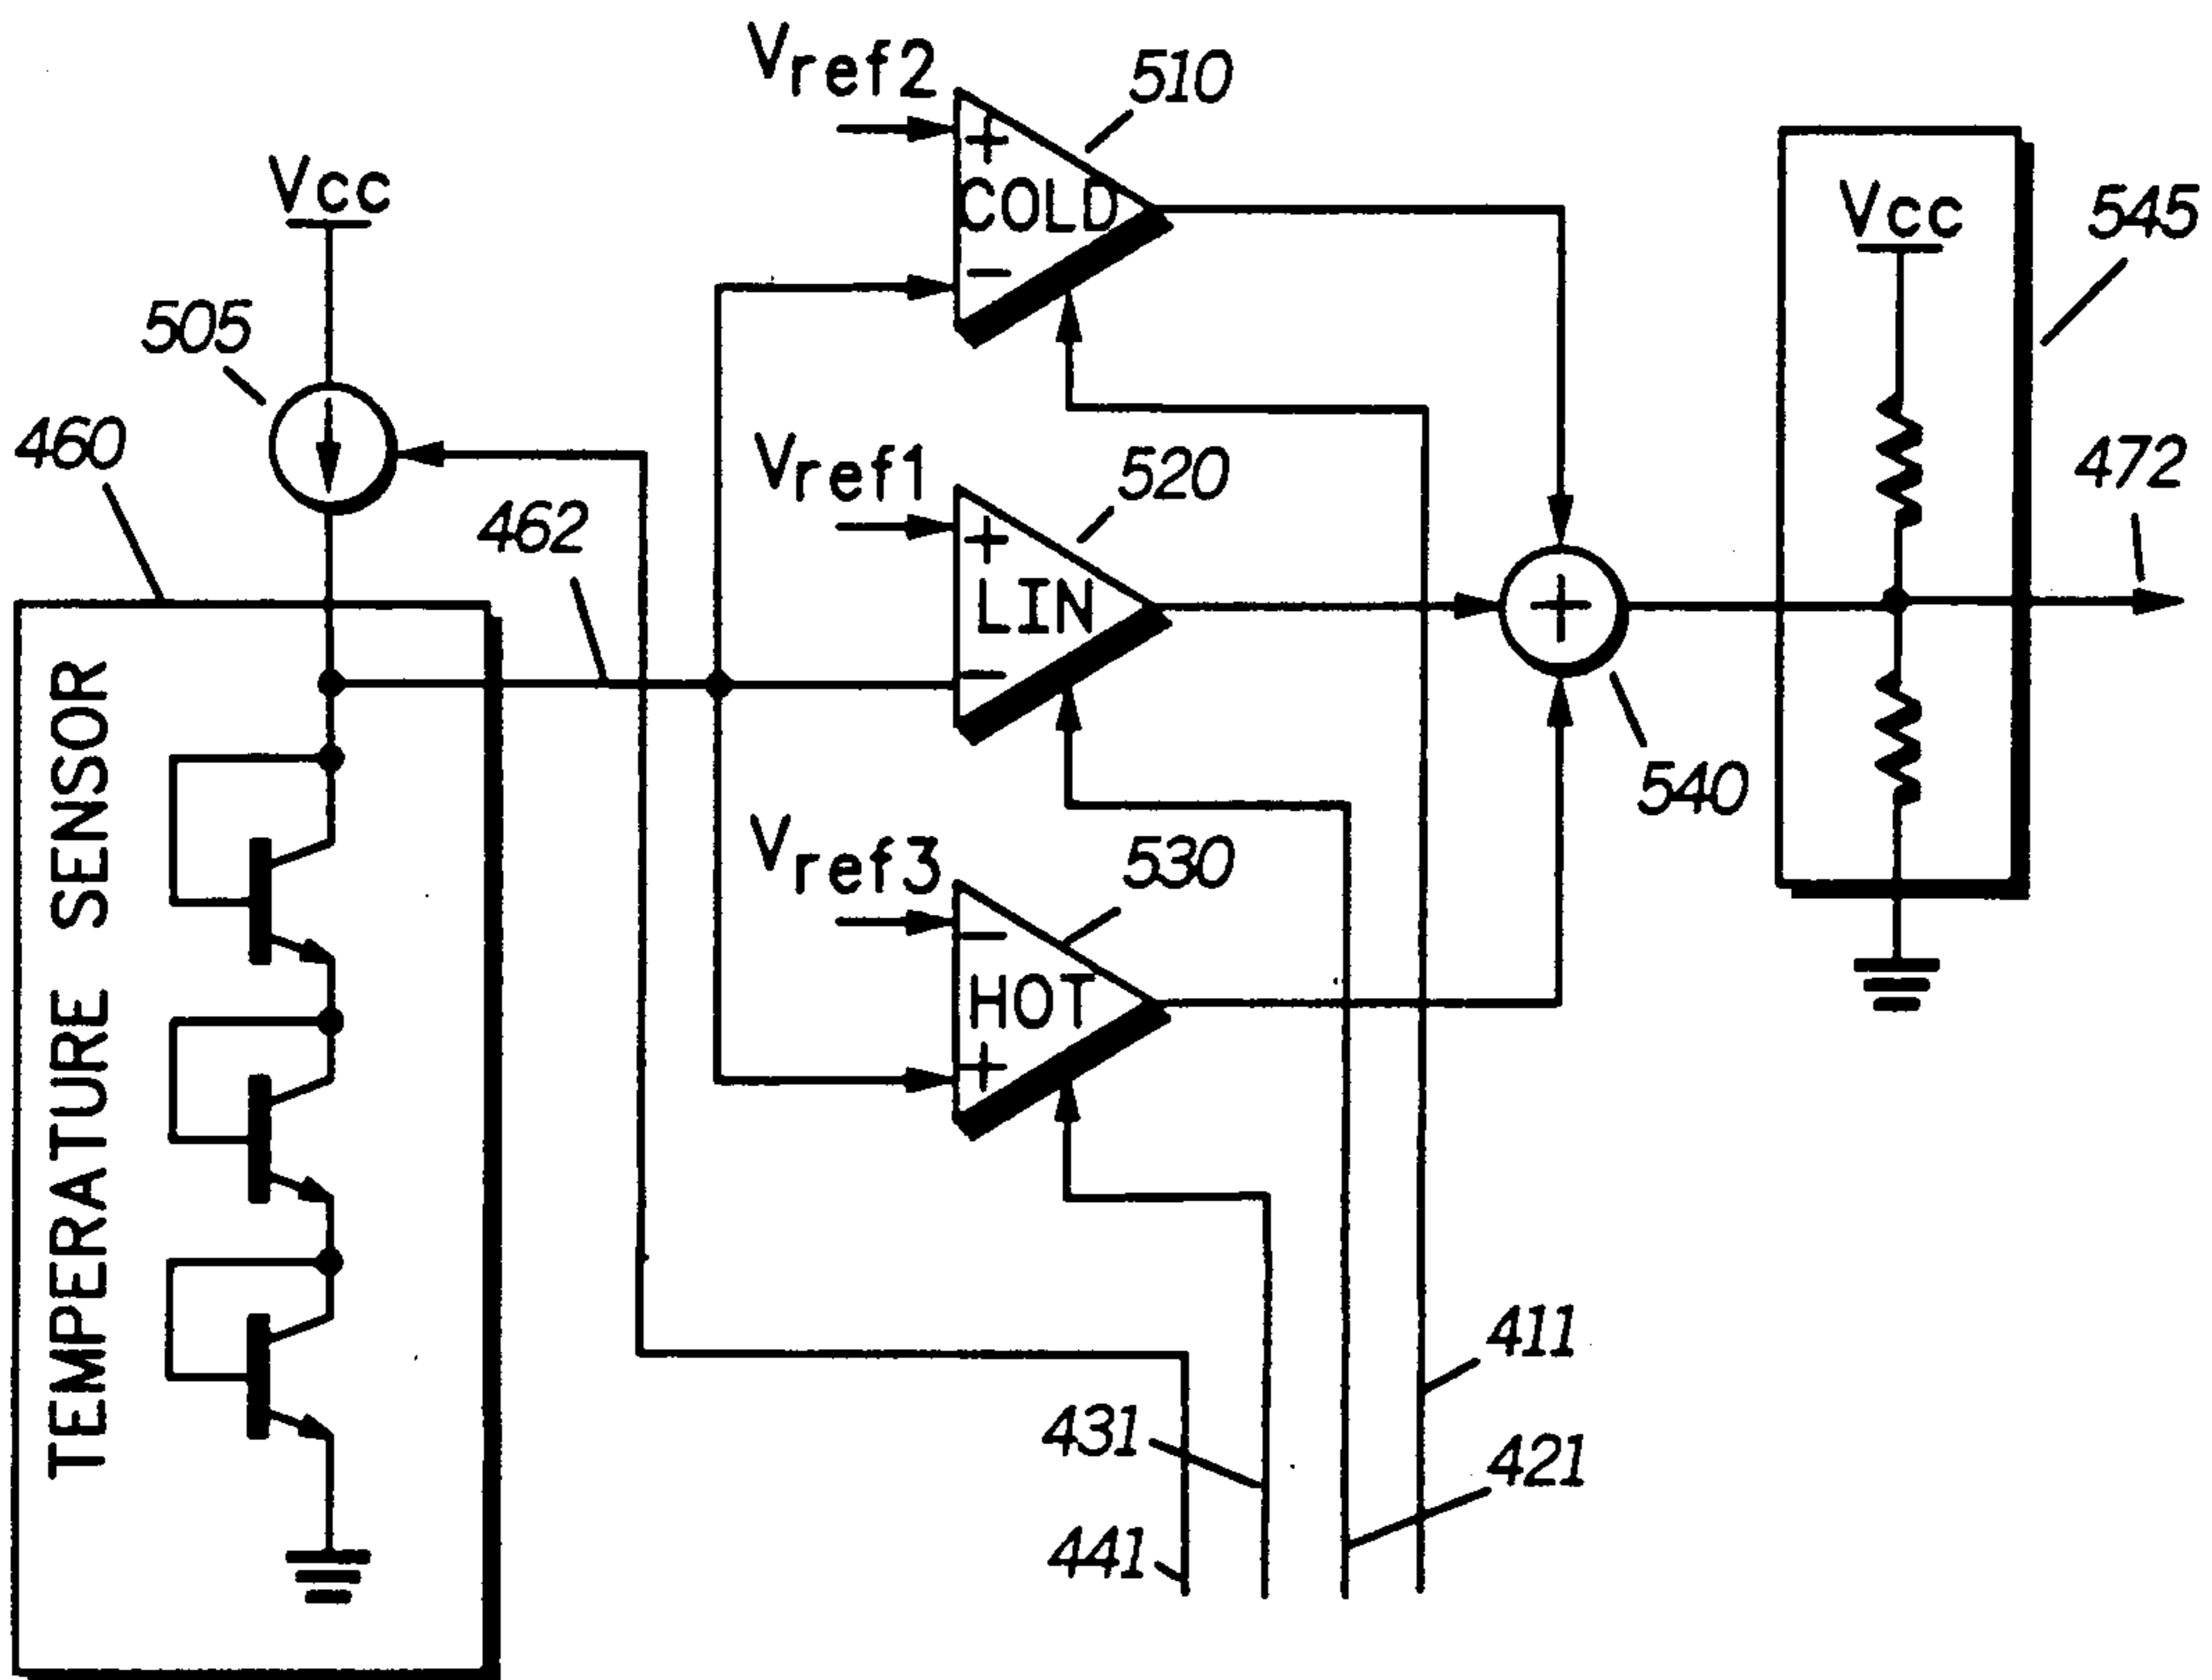 Vref2
510
+
COLD
−
Vcc
Vcc
545
505
460
462
Vref1
520
+
LIN
−
+
472
540
Vref3
530
−
HOT
+
TEMPERATURE SENSOR
411
431
421
441